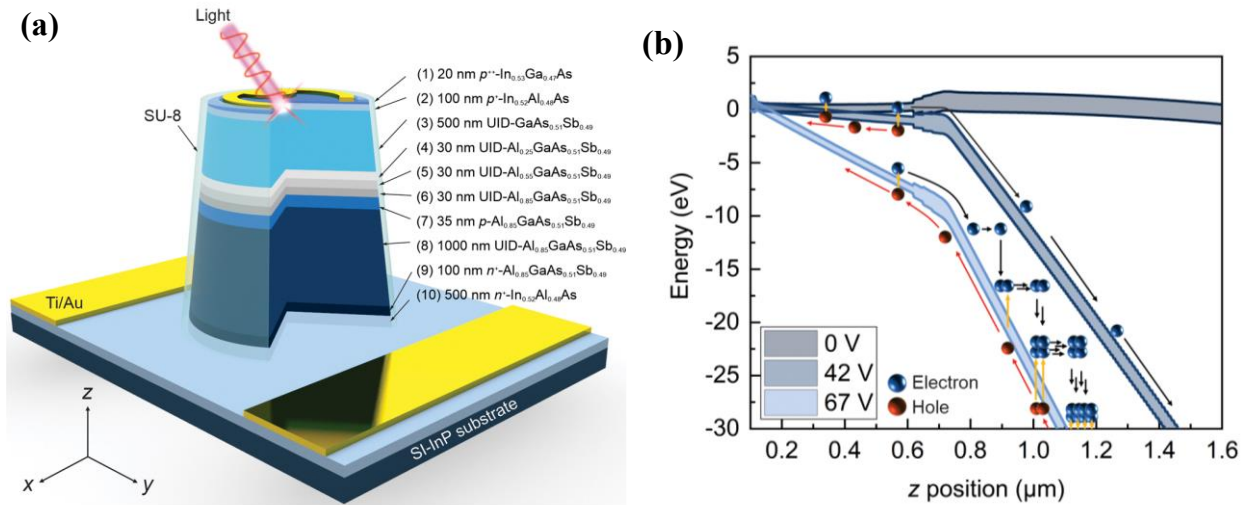 (a)
Light
SU-8
(1) 20 nm p⁺⁺-In₀.₅₃Ga₀.₄₇As
(2) 100 nm p⁺-In₀.₅₂Al₀.₄₈As
(3) 500 nm UID-GaAs₀.₅₁Sb₀.₄₉
(4) 30 nm UID-Al₀.₂₅GaAs₀.₅₁Sb₀.₄₉
(5) 30 nm UID-Al₀.₅₅GaAs₀.₅₁Sb₀.₄₉
(6) 30 nm UID-Al₀.₈₅GaAs₀.₅₁Sb₀.₄₉
(7) 35 nm p-Al₀.₈₅GaAs₀.₅₁Sb₀.₄₉
(8) 1000 nm UID-Al₀.₈₅GaAs₀.₅₁Sb₀.₄₉
(9) 100 nm n⁺-Al₀.₈₅GaAs₀.₅₁Sb₀.₄₉
(10) 500 nm n⁺-In₀.₅₂Al₀.₄₈As
Ti/Au
SI-InP substrate
z
x
y
(b)
Energy (eV)
5
0
-5
-10
-15
-20
-25
-30
0 V
42 V
67 V
Electron
Hole
0.2 0.4 0.6 0.8 1.0 1.2 1.4 1.6
z position (µm)